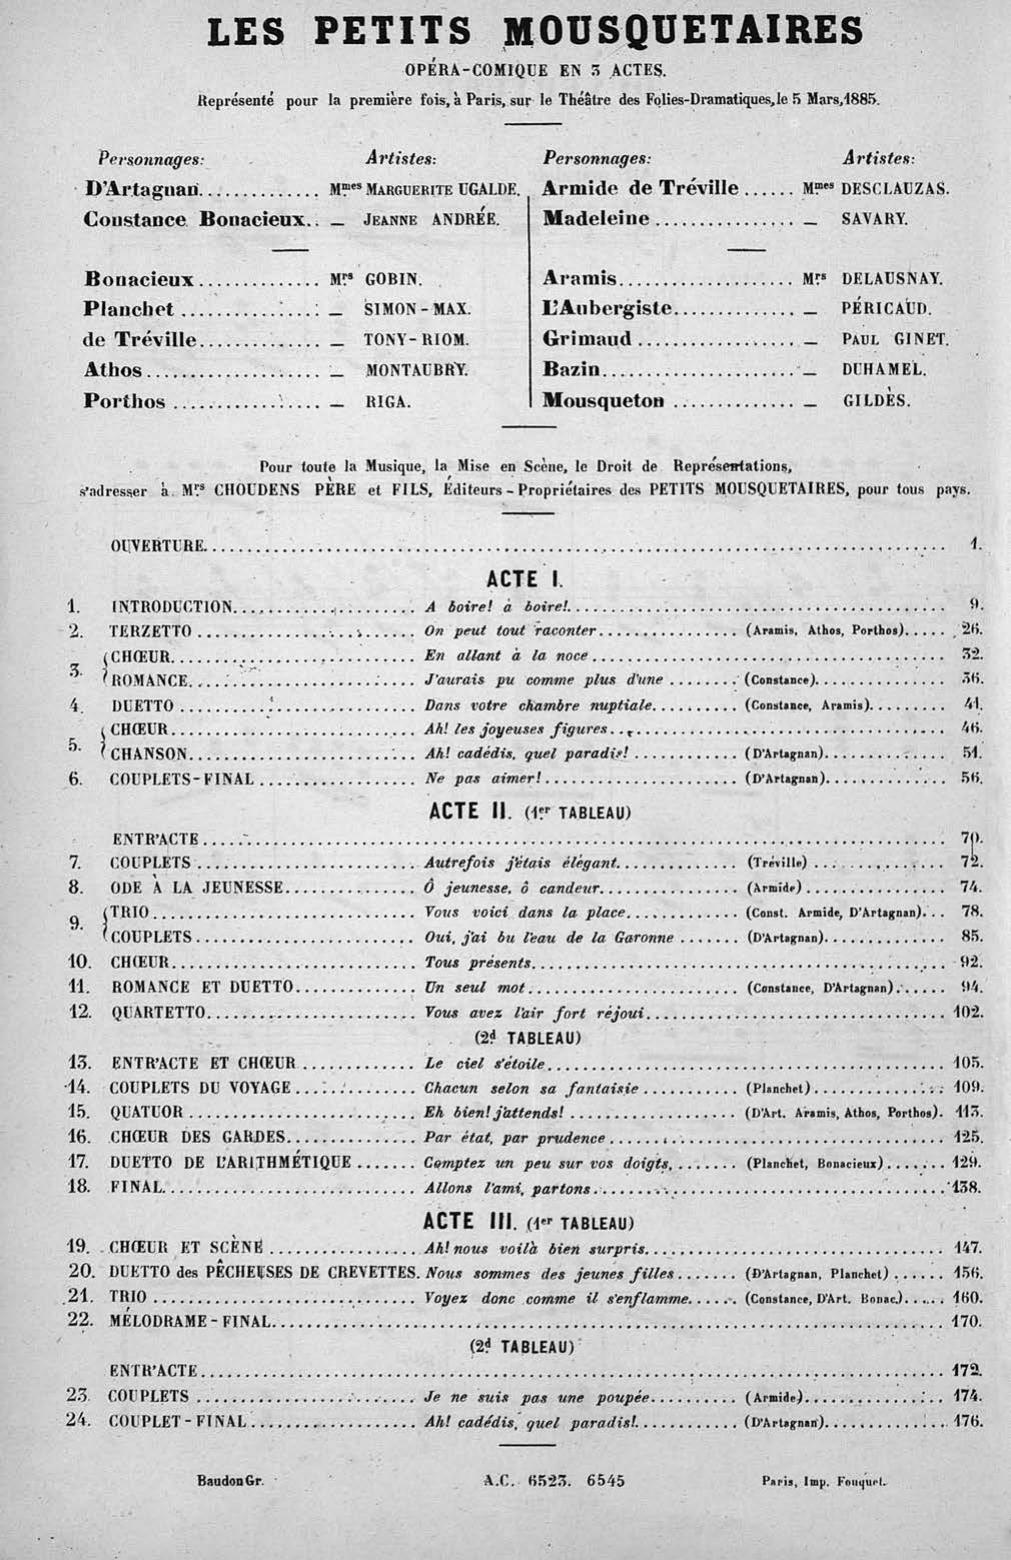 LES PETITS MOUSQUETAIRES
OPÉRA-COMIQUE EN 3 ACTES.
Représenté pour la première fois, à Paris, sur le Théâtre des Folies-Dramatiques, le 5 Mars, 1885.
Personnages: Artistes: Personnages: Artistes:
D'Artagnan............. Mmes MARGUERITE UGALDE. Armide de Tréville ...... Mmes DESCLAUZAS.
Constance Bonacieux.. — JEANNE ANDRÉE. Madeleine ................ — SAVARY.
Bonacieux .............. Mrs GOBIN. Aramis..................... Mrs DELAUSNAY.
Planchet ................ — SIMON-MAX. L'Aubergiste.............. — PÉRICAUD.
de Tréville.............. — TONY-RIOM. Grimaud ................... — PAUL GINET.
Athos .................... — MONTAUBRY. Bazin....................... — DUHAMEL.
Porthos ................. — RIGA. Mousqueton .............. — GILDÈS.
Pour toute la Musique, la Mise en Scène, le Droit de Représentations,
s'adresser à Mrs CHOUDENS PÈRE et FILS, Éditeurs-Propriétaires des PETITS MOUSQUETAIRES, pour tous pays.
OUVERTURE............ 1.
ACTE I.
1. INTRODUCTION............ A boire! à boire!............ 9.
2. TERZETTO ............ On peut tout raconter............ (Aramis, Athos, Porthos)..... 26.
3. CHŒUR............ En allant à la noce ............ 32.
ROMANCE............ J'aurais pu comme plus d'une ........ (Constance)............ 36.
4. DUETTO ............ Dans votre chambre nuptiale.......... (Constance, Aramis)......... 41.
5. CHŒUR............ Ah! les joyeuses figures............ 46.
CHANSON............ Ah! cadédis, quel paradis! ............ (D'Artagnan)............ 51.
6. COUPLETS-FINAL ............ Ne pas aimer!............ (D'Artagnan)............ 56.
ACTE II. (1er TABLEAU)
ENTR'ACTE ............ 70.
7. COUPLETS ............ Autrefois j'étais élégant............ (Tréville) ............ 72.
8. ODE À LA JEUNESSE............ Ô jeunesse, ô candeur............ (Armide) ............ 74.
9. TRIO............ Vous voici dans la place............ (Const. Armide, D'Artagnan)... 78.
COUPLETS............ Oui, j'ai bu l'eau de la Garonne ....... (D'Artagnan)............ 85.
10. CHŒUR............ Tous présents............ 92.
11. ROMANCE ET DUETTO............ Un seul mot............ (Constance, D'Artagnan)...... 94.
12. QUARTETTO............ Vous avez l'air fort réjoui............ 102.
(2d TABLEAU)
13. ENTR'ACTE ET CHŒUR ............ Le ciel s'étoile............ 105.
14. COUPLETS DU VOYAGE ............ Chacun selon sa fantaisie ............ (Planchet) ............ 109.
15. QUATUOR ............ Eh bien! j'attends! ............ (D'Art. Aramis, Athos, Porthos). 113.
16. CHŒUR DES GARDES............ Par état, par prudence ............ 125.
17. DUETTO DE L'ARITHMÉTIQUE ....... Comptez un peu sur vos doigts........ (Planchet, Bonacieux)....... 129.
18. FINAL............ Allons l'ami, partons............ 138.
ACTE III. (1er TABLEAU)
19. CHŒUR ET SCÈNE ............ Ah! nous voilà bien surpris............ 147.
20. DUETTO des PÊCHEUSES DE CREVETTES. Nous sommes des jeunes filles....... (D'Artagnan, Planchet) ...... 156.
21. TRIO ............ Voyez donc comme il s'enflamme...... (Constance, D'Art. Bonac.)...... 160.
22. MÉLODRAME-FINAL............ 170.
(2d TABLEAU)
ENTR'ACTE............ 172.
23. COUPLETS ............ Je ne suis pas une poupée......... (Armide)............ 174.
24. COUPLET-FINAL............ Ah! cadédis, quel paradis!............ (D'Artagnan)............ 176.
Baudon Gr. A.C. 6523. 6545 Paris, Imp. Fouquet.